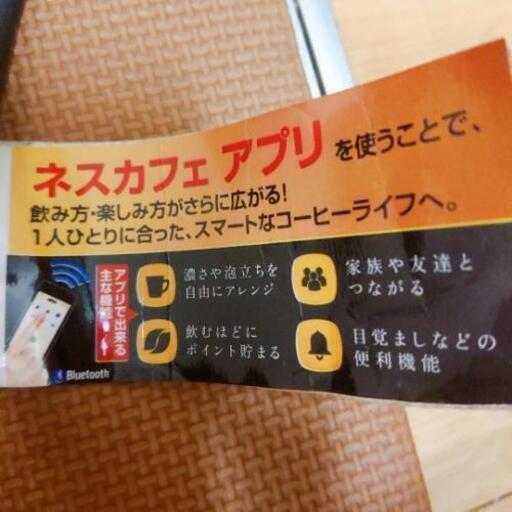 ネスカフェ アプリ を使うことで、
飲み方・楽しみ方がさらに広がる!
1人ひとりに合った、スマートなコーヒーライフへ。
アプリで出来る
主な機能
濃さや泡立ちを
自由にアレンジ
家族や友達と
つながる
飲むほどに
ポイント貯まる
目覚ましなどの
便利機能
Bluetooth